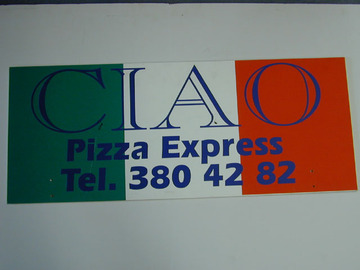 CIAO
Pizza Express
Tel. 380 42 82